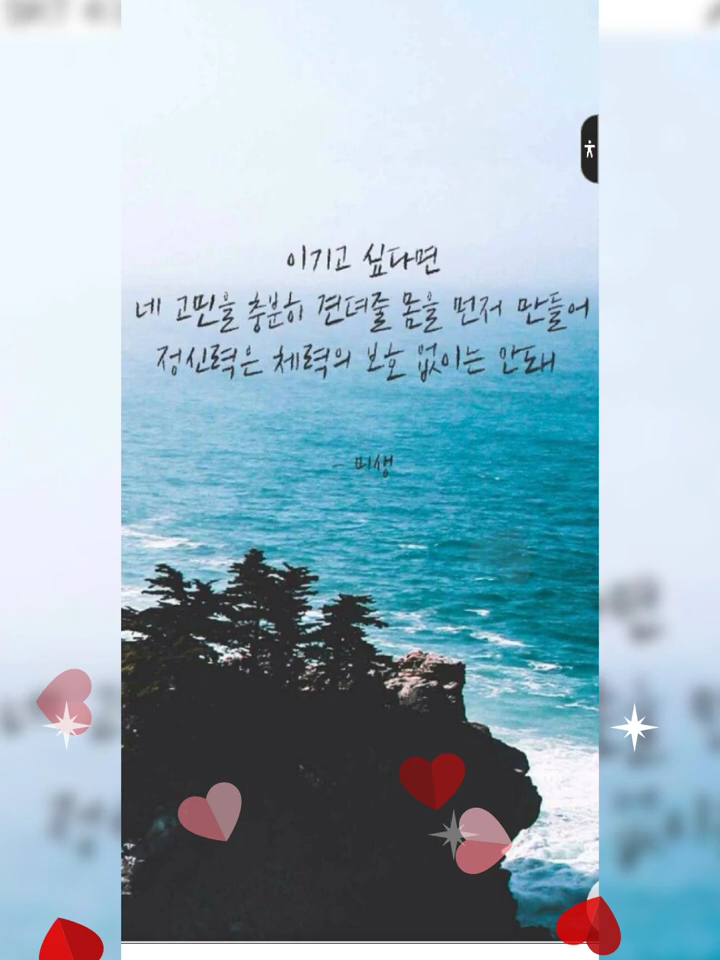 이기고 싶다면
네 고민을 충분히 견뎌줄 몸을 먼저 만들어
정신력은 체력의 보호 없이는 안돼
- 미생